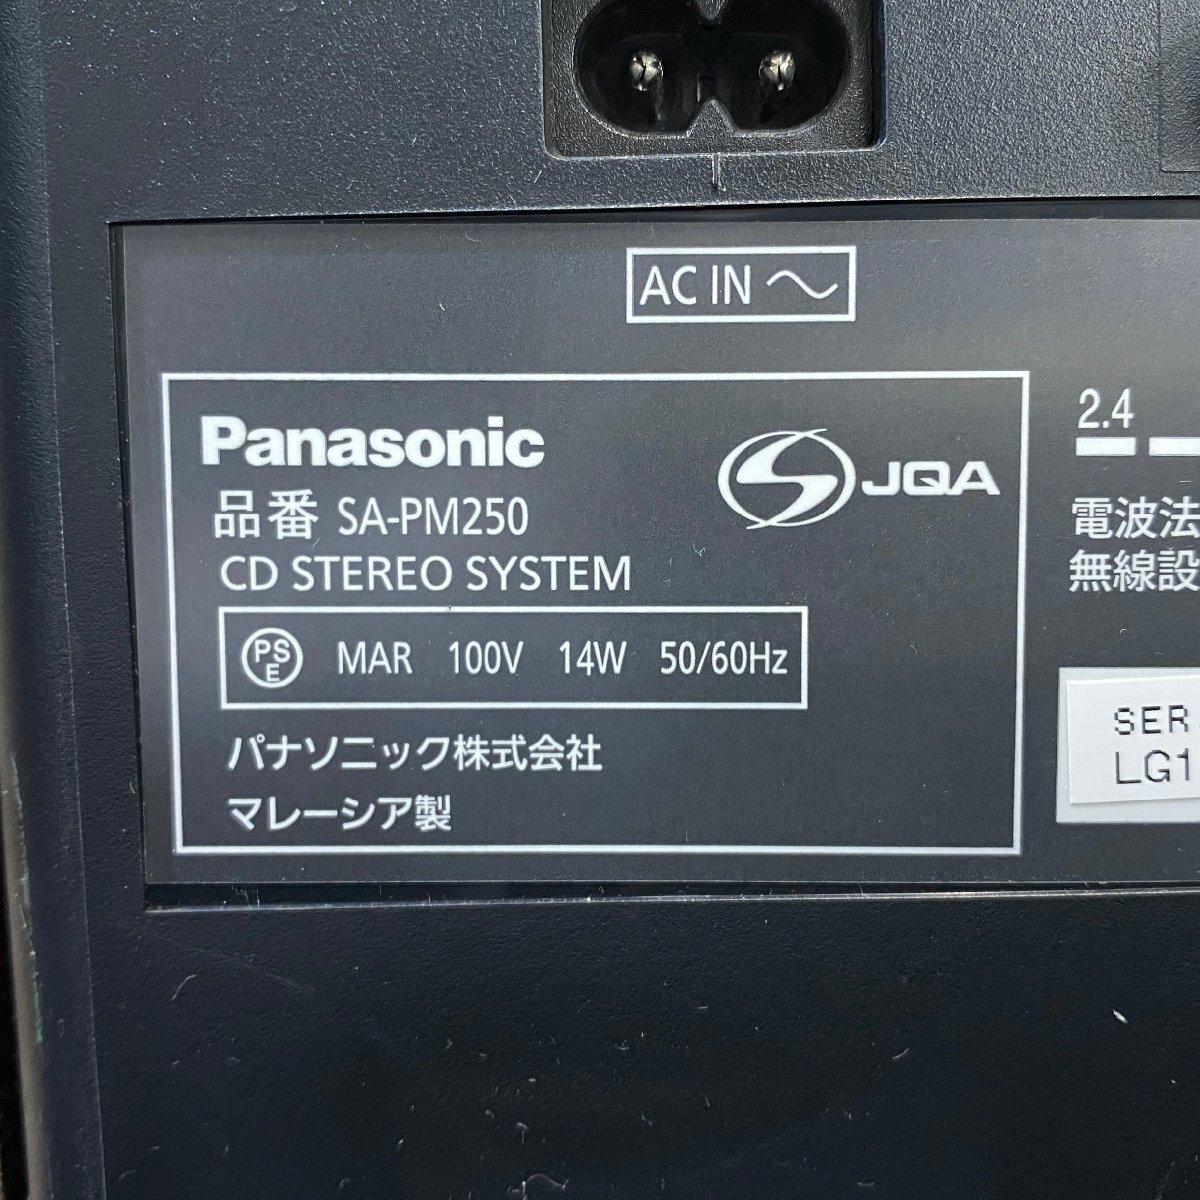 AC IN
Panasonic
JQA
品番 SA-PM250
CD STEREO SYSTEM
PS
E
MAR 100V 14W 50/60Hz
パナソニック株式会社
マレーシア製
2.4
電波法
無線設
SER
LG1